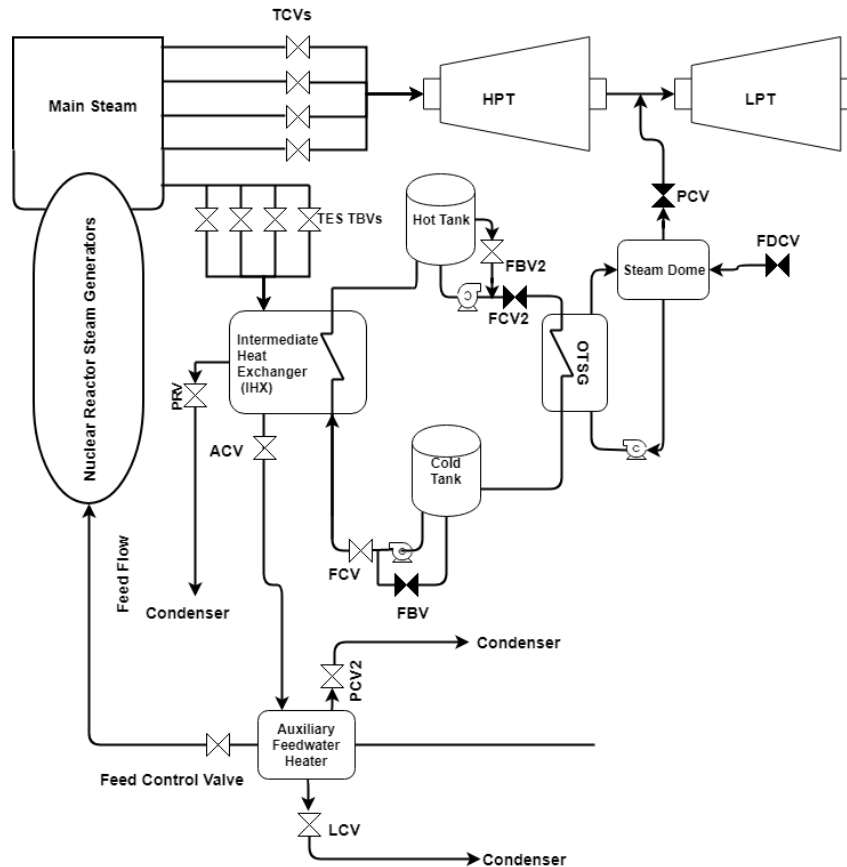 TCVs
Main Steam
HPT
LPT
TES TBVs
Hot Tank
PCV
FBV2
FDCV
Steam Dome
FCV2
Intermediate
Heat
Exchanger
(IHX)
OTSG
PRV
Nuclear Reactor Steam Generators
ACV
Cold
Tank
FCV
FBV
Feed Flow
Condenser
Condenser
PCV2
Auxiliary
Feedwater
Heater
Feed Control Valve
LCV
Condenser